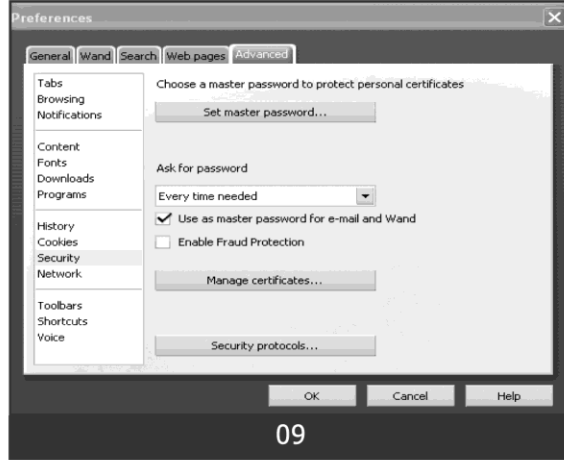 Preferences
General Wand Search Web pages Advanced
Tabs
Browsing
Notifications
Content
Fonts
Downloads
Programs
History
Cookies
Security
Network
Toolbars
Shortcuts
Voice
Choose a master password to protect personal certificates
Set master password...
Ask for password
Every time needed
Use as master password for e-mail and Wand
Enable Fraud Protection
Manage certificates...
Security protocols...
OK Cancel Help
09